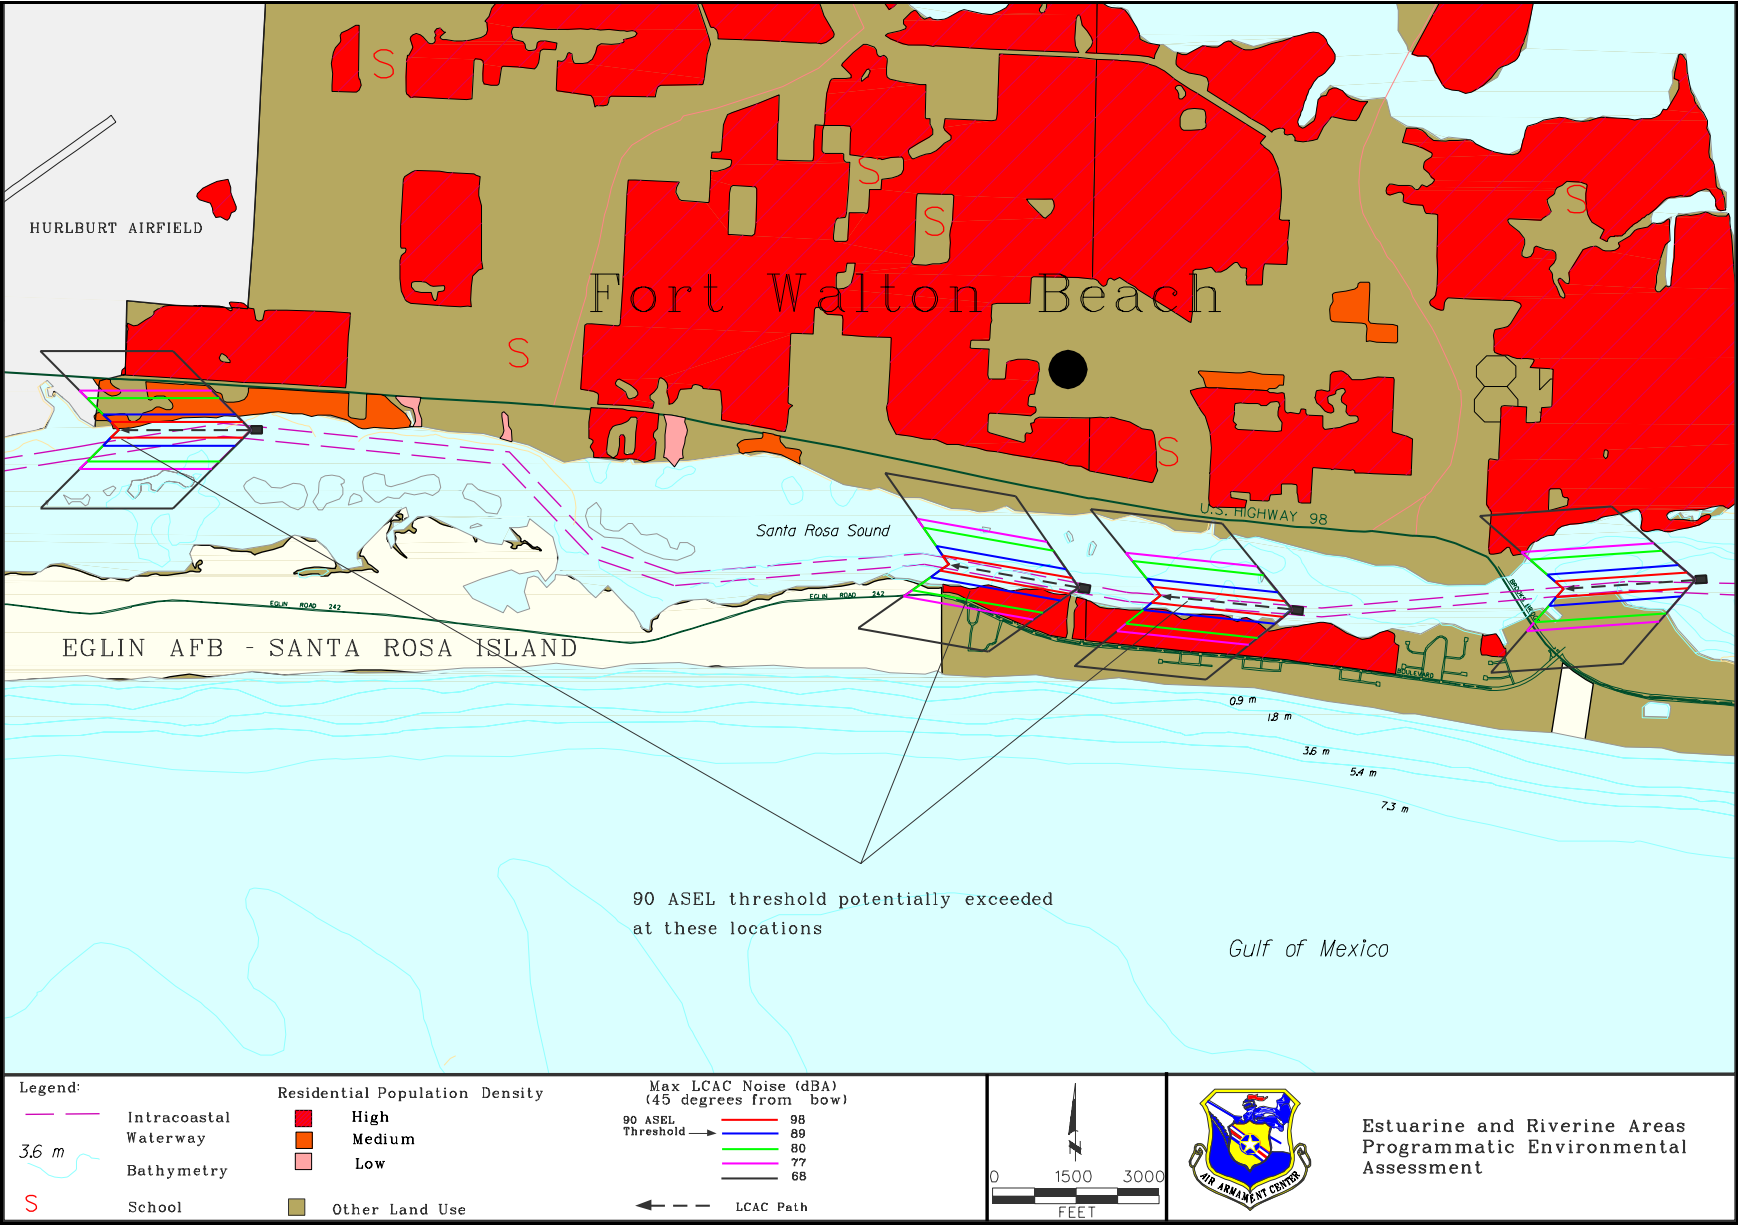 S
S
S
S
HURLBURT AIRFIELD
Fort Walton Beach
S
S
U.S. HIGHWAY 98
Santa Rosa Sound
EGLIN ROAD 242
EGLIN ROAD 242
EGLIN AFB - SANTA ROSA ISLAND
BOULEVARD
0.9 m
1.8 m
3.6 m
5.4 m
7.3 m
90 ASEL threshold potentially exceeded
at these locations
Gulf of Mexico
Legend:
Intracoastal
Waterway
3.6 m
Bathymetry
S
School
Residential Population Density
High
Medium
Low
Other Land Use
Max LCAC Noise (dBA)
(45 degrees from bow)
90 ASEL
Threshold
98
89
80
77
68
LCAC Path
N
0 1500 3000
FEET
AIR ARMAMENT CENTER
Estuarine and Riverine Areas
Programmatic Environmental
Assessment